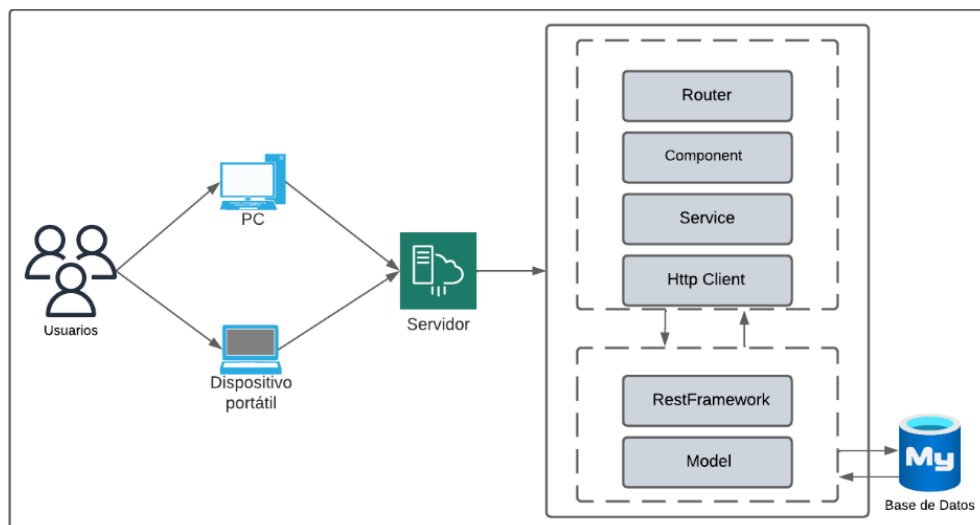 Router
Component
Service
Http Client
PC
Usuarios
Servidor
Dispositivo
portátil
RestFramework
Model
My
Base de Datos